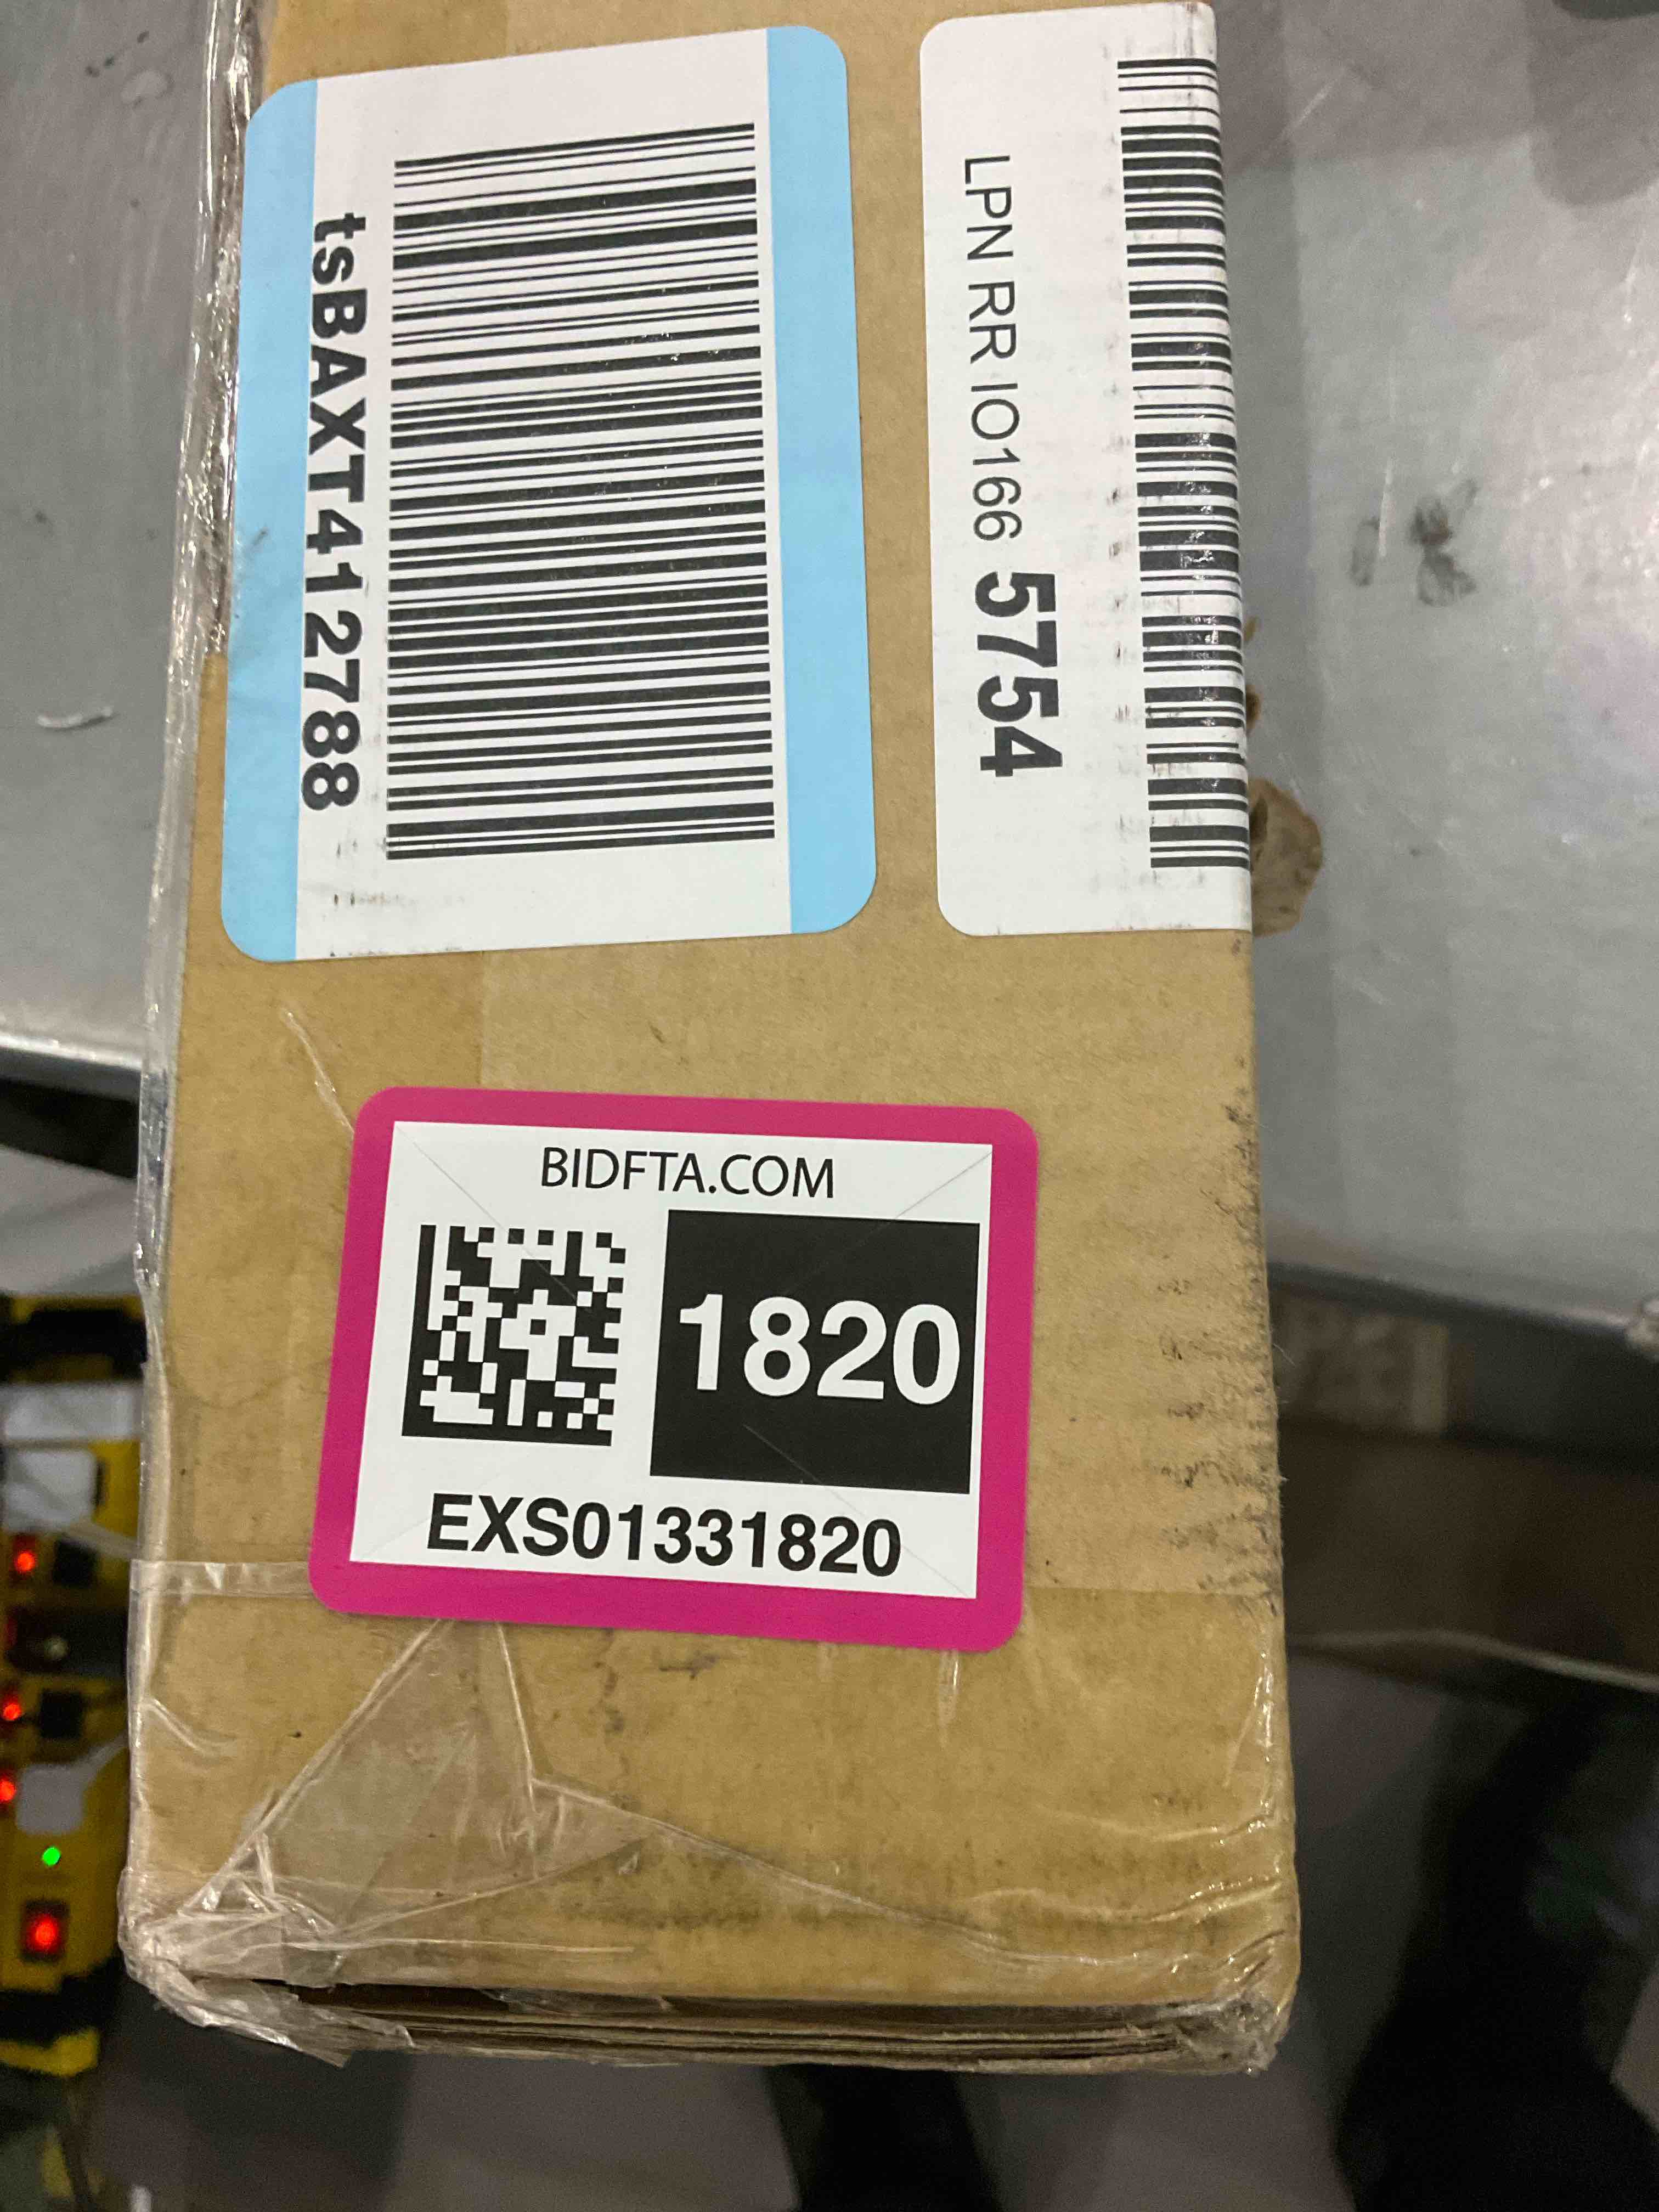 tsBAXT412788
LPN RR IO166 5754
BIDFTA.COM
1820
EXS01331820